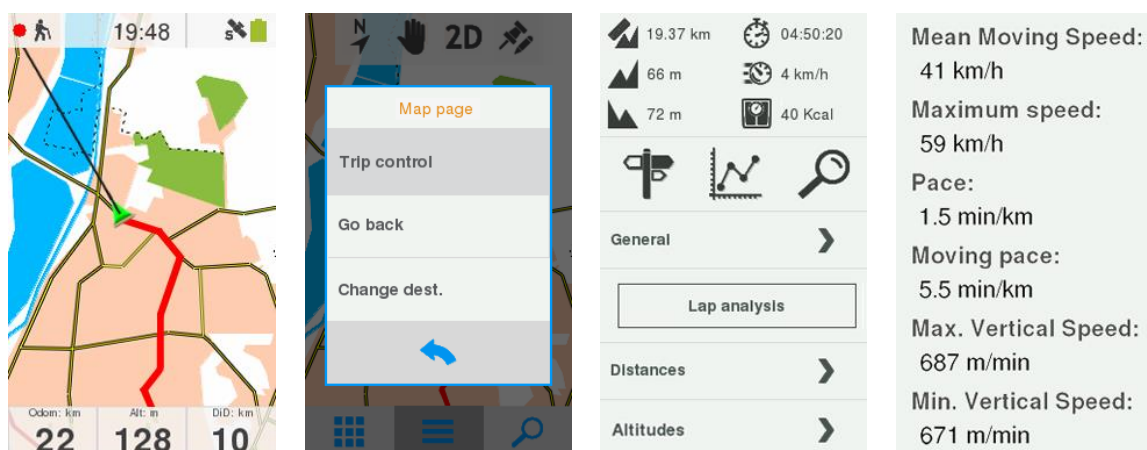 19:48
S
Odom: km
Alt: m
DiD: km
22
128
10
N
2D
Map page
Trip control
Go back
Change dest.
19.37 km
04:50:20
66 m
4 km/h
72 m
40 Kcal
General
Lap analysis
Distances
Altitudes
Mean Moving Speed:
41 km/h
Maximum speed:
59 km/h
Pace:
1.5 min/km
Moving pace:
5.5 min/km
Max. Vertical Speed:
687 m/min
Min. Vertical Speed:
671 m/min